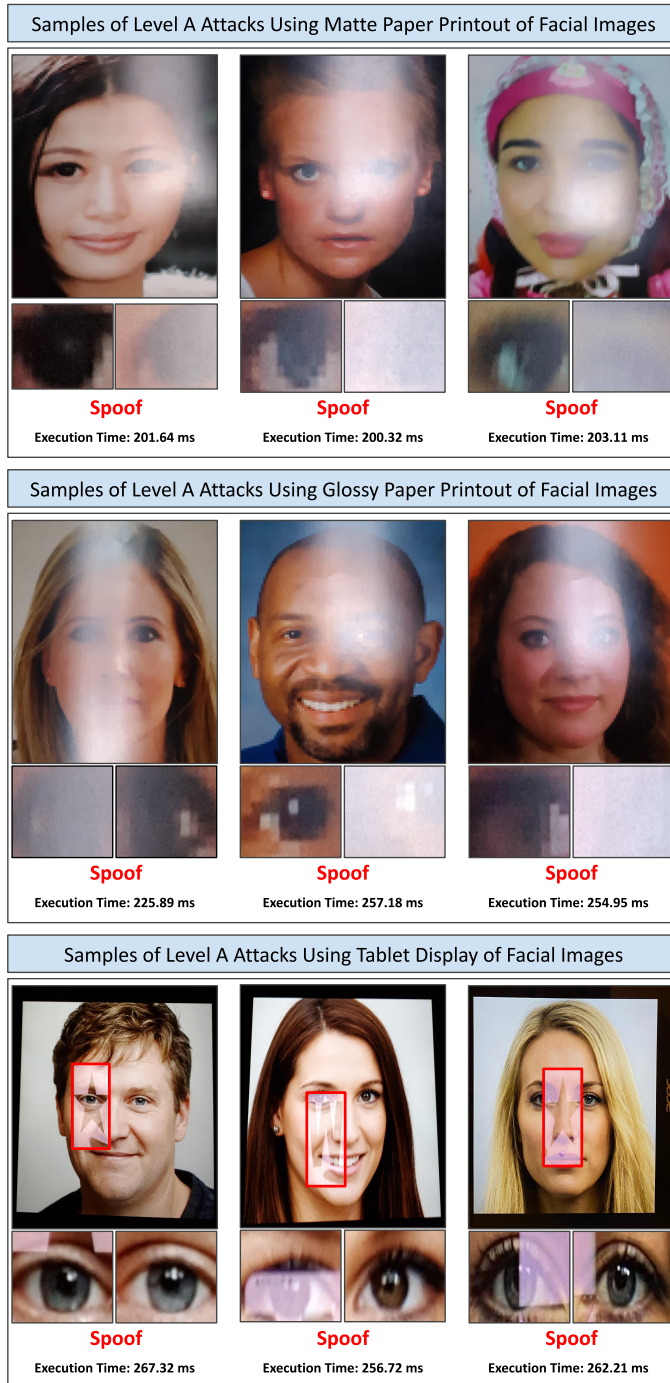 Samples of Level A Attacks Using Matte Paper Printout of Facial Images
Spoof Spoof Spoof
Execution Time: 201.64 ms Execution Time: 200.32 ms Execution Time: 203.11 ms
Samples of Level A Attacks Using Glossy Paper Printout of Facial Images
Spoof Spoof Spoof
Execution Time: 225.89 ms Execution Time: 257.18 ms Execution Time: 254.95 ms
Samples of Level A Attacks Using Tablet Display of Facial Images
Spoof Spoof Spoof
Execution Time: 267.32 ms Execution Time: 256.72 ms Execution Time: 262.21 ms